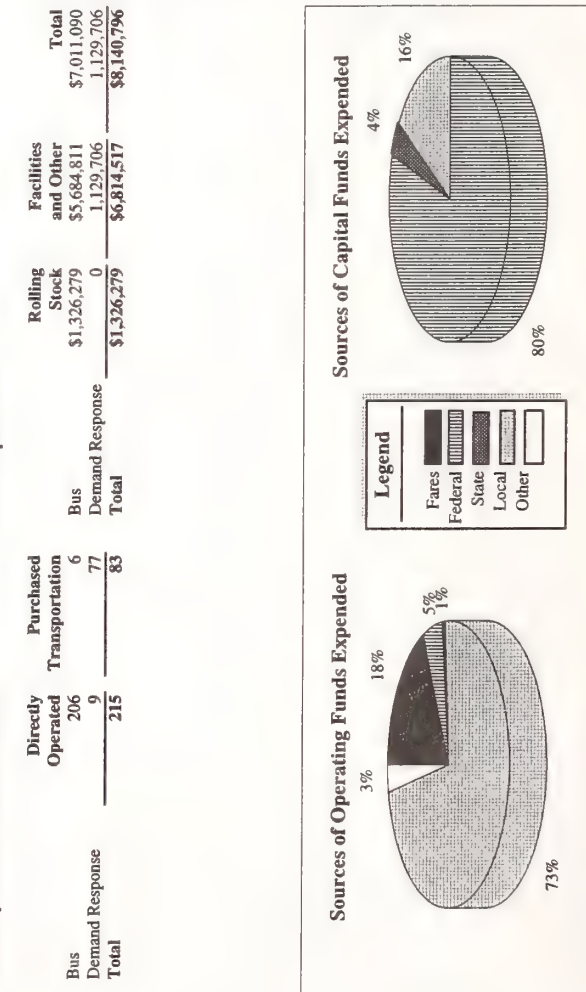 Directly Purchased
Operated Transportation
Bus 206 6
Demand Response 9 77
Total 215 83
Rolling Facilities
Stock and Other Total
Bus $1,326,279 $5,684,811 $7,011,090
Demand Response 0 1,129,706 1,129,706
Total $1,326,279 $6,814,517 $8,140,796
Sources of Operating Funds Expended
3%
18%
5%
1%
73%
Legend
Fares
Federal
State
Local
Other
Sources of Capital Funds Expended
4%
16%
80%